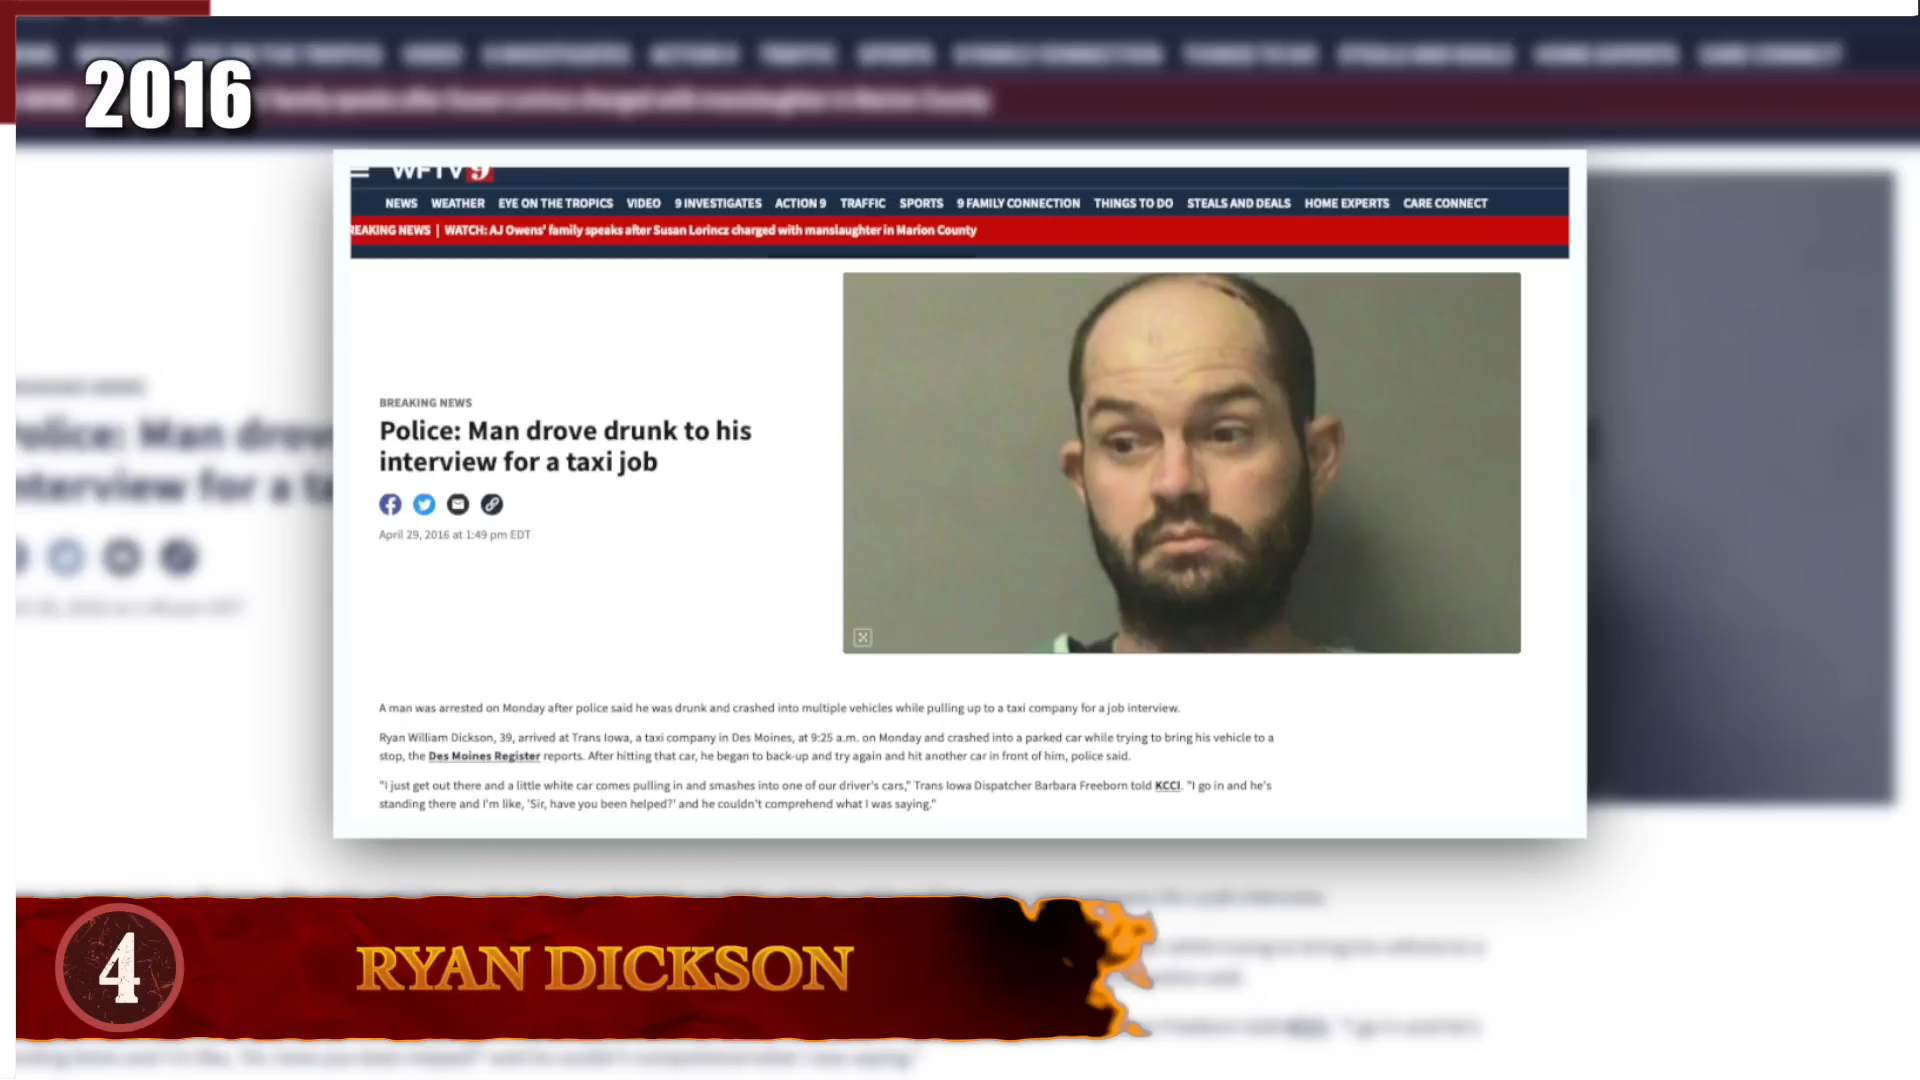 2016
WFTV 9
NEWS WEATHER EYE ON THE TROPICS VIDEO 9 INVESTIGATES ACTION 9 TRAFFIC SPORTS 9 FAMILY CONNECTION THINGS TO DO STEALS AND DEALS HOME EXPERTS CARE CONNECT
REAKING NEWS | WATCH: AJ Owens' family speaks after Susan Lorincz charged with manslaughter in Marion County
BREAKING NEWS
Police: Man drove drunk to his
interview for a taxi job
April 29, 2016 at 1:49 pm EDT
A man was arrested on Monday after police said he was drunk and crashed into multiple vehicles while pulling up to a taxi company for a job interview.
Ryan William Dickson, 39, arrived at Trans Iowa, a taxi company in Des Moines, at 9:25 a.m. on Monday and crashed into a parked car while trying to bring his vehicle to a
stop, the Des Moines Register reports. After hitting that car, he began to back-up and try again and hit another car in front of him, police said.
"I just get out there and a little white car comes pulling in and smashes into one of our driver's cars," Trans Iowa Dispatcher Barbara Freeborn told KCCI. "I go in and he's
standing there and I'm like, 'Sir, have you been helped?' and he couldn't comprehend what I was saying."
4
RYAN DICKSON